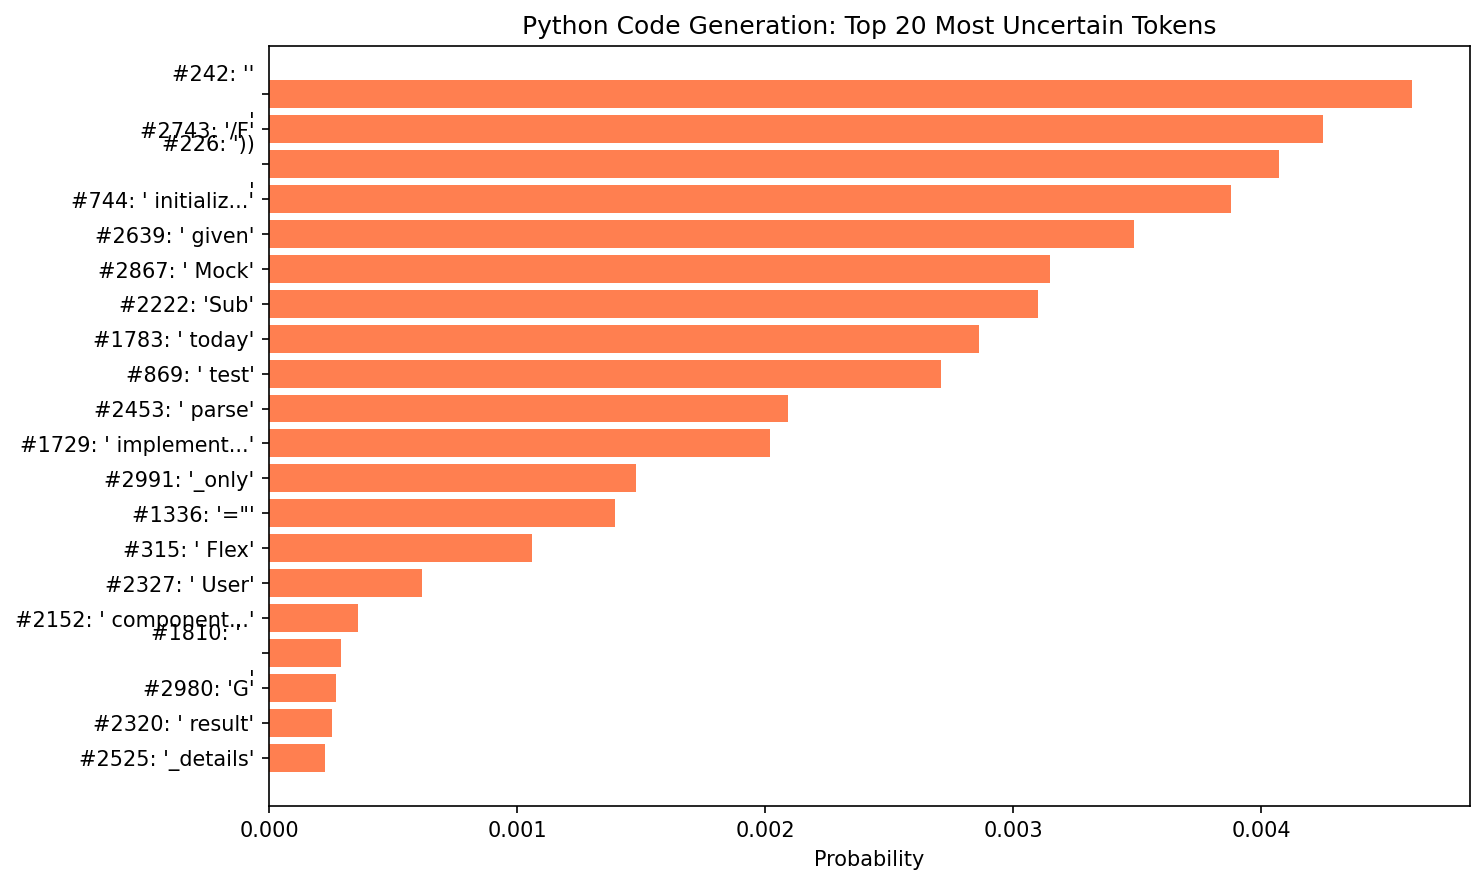 Python Code Generation: Top 20 Most Uncertain Tokens
#242: ''
'
#2743: '/F'
#226: '))
'
#744: ' initializ...'
#2639: ' given'
#2867: ' Mock'
#2222: 'Sub'
#1783: ' today'
#869: ' test'
#2453: ' parse'
#1729: ' implement...'
#2991: '_only'
#1336: '="'
#315: ' Flex'
#2327: ' User'
#2152: ' component...'
#1810: '
'
#2980: 'G'
#2320: ' result'
#2525: '_details'
0.000 0.001 0.002 0.003 0.004
Probability